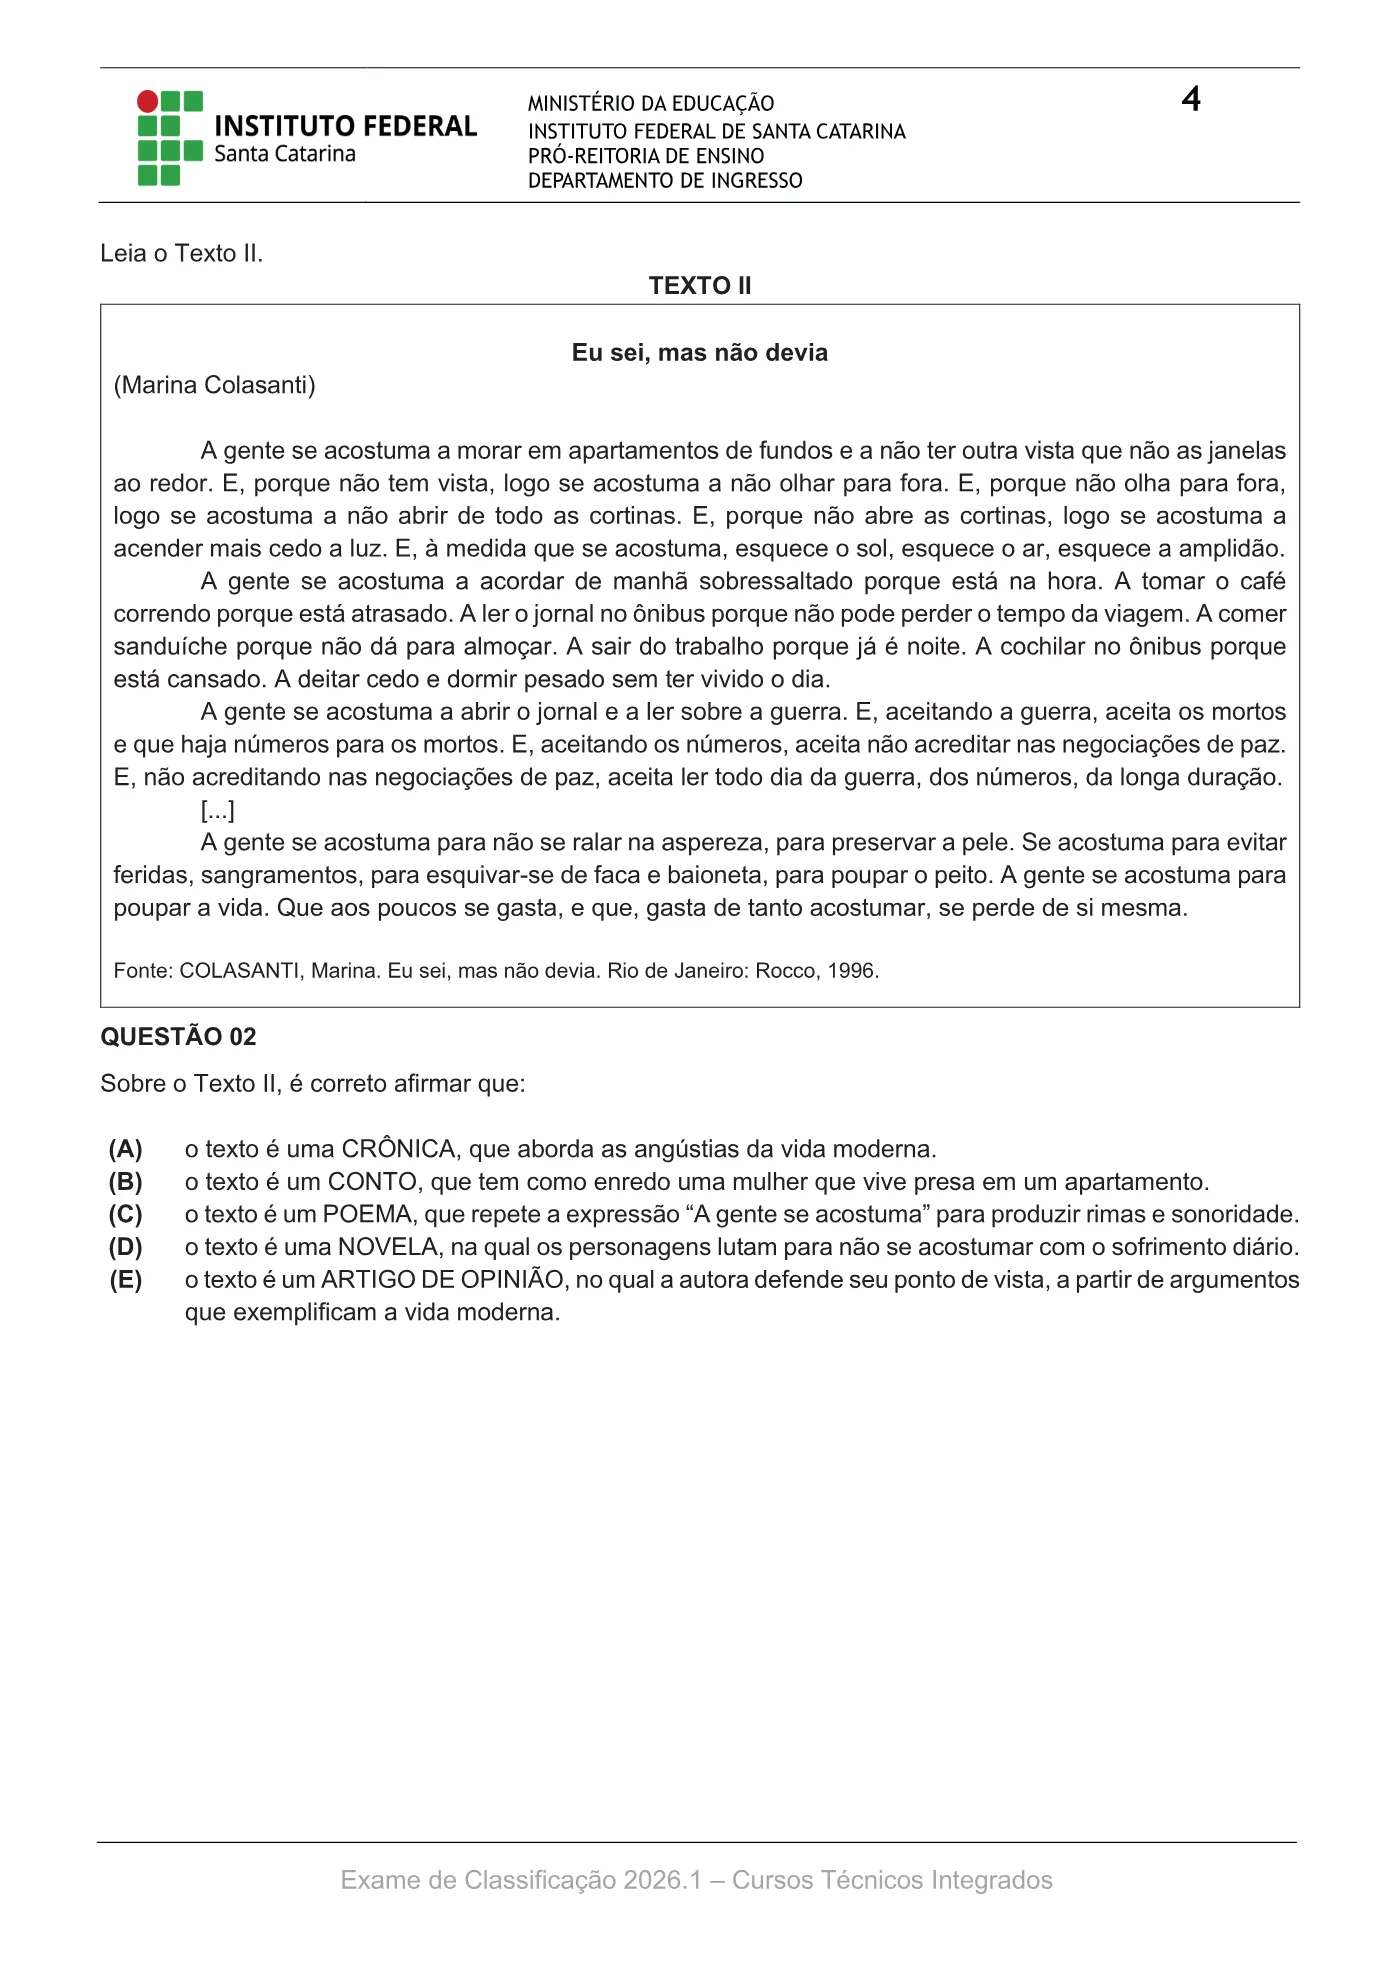 INSTITUTO FEDERAL
Santa Catarina
MINISTÉRIO DA EDUCAÇÃO
INSTITUTO FEDERAL DE SANTA CATARINA
PRÓ-REITORIA DE ENSINO
DEPARTAMENTO DE INGRESSO
4
Leia o Texto II.
TEXTO II
Eu sei, mas não devia
(Marina Colasanti)
A gente se acostuma a morar em apartamentos de fundos e a não ter outra vista que não as janelas
ao redor. E, porque não tem vista, logo se acostuma a não olhar para fora. E, porque não olha para fora,
logo se acostuma a não abrir de todo as cortinas. E, porque não abre as cortinas, logo se acostuma a
acender mais cedo a luz. E, à medida que se acostuma, esquece o sol, esquece o ar, esquece a amplidão.
A gente se acostuma a acordar de manhã sobressaltado porque está na hora. A tomar o café
correndo porque está atrasado. A ler o jornal no ônibus porque não pode perder o tempo da viagem. A comer
sanduíche porque não dá para almoçar. A sair do trabalho porque já é noite. A cochilar no ônibus porque
está cansado. A deitar cedo e dormir pesado sem ter vivido o dia.
A gente se acostuma a abrir o jornal e a ler sobre a guerra. E, aceitando a guerra, aceita os mortos
e que haja números para os mortos. E, aceitando os números, aceita não acreditar nas negociações de paz.
E, não acreditando nas negociações de paz, aceita ler todo dia da guerra, dos números, da longa duração.
[...]
A gente se acostuma para não se ralar na aspereza, para preservar a pele. Se acostuma para evitar
feridas, sangramentos, para esquivar-se de faca e baioneta, para poupar o peito. A gente se acostuma para
poupar a vida. Que aos poucos se gasta, e que, gasta de tanto acostumar, se perde de si mesma.
Fonte: COLASANTI, Marina. Eu sei, mas não devia. Rio de Janeiro: Rocco, 1996.
QUESTÃO 02
Sobre o Texto II, é correto afirmar que:
(A) o texto é uma CRÔNICA, que aborda as angústias da vida moderna.
(B) o texto é um CONTO, que tem como enredo uma mulher que vive presa em um apartamento.
(C) o texto é um POEMA, que repete a expressão “A gente se acostuma” para produzir rimas e sonoridade.
(D) o texto é uma NOVELA, na qual os personagens lutam para não se acostumar com o sofrimento diário.
(E) o texto é um ARTIGO DE OPINIÃO, no qual a autora defende seu ponto de vista, a partir de argumentos
que exemplificam a vida moderna.
Exame de Classificação 2026.1 – Cursos Técnicos Integrados